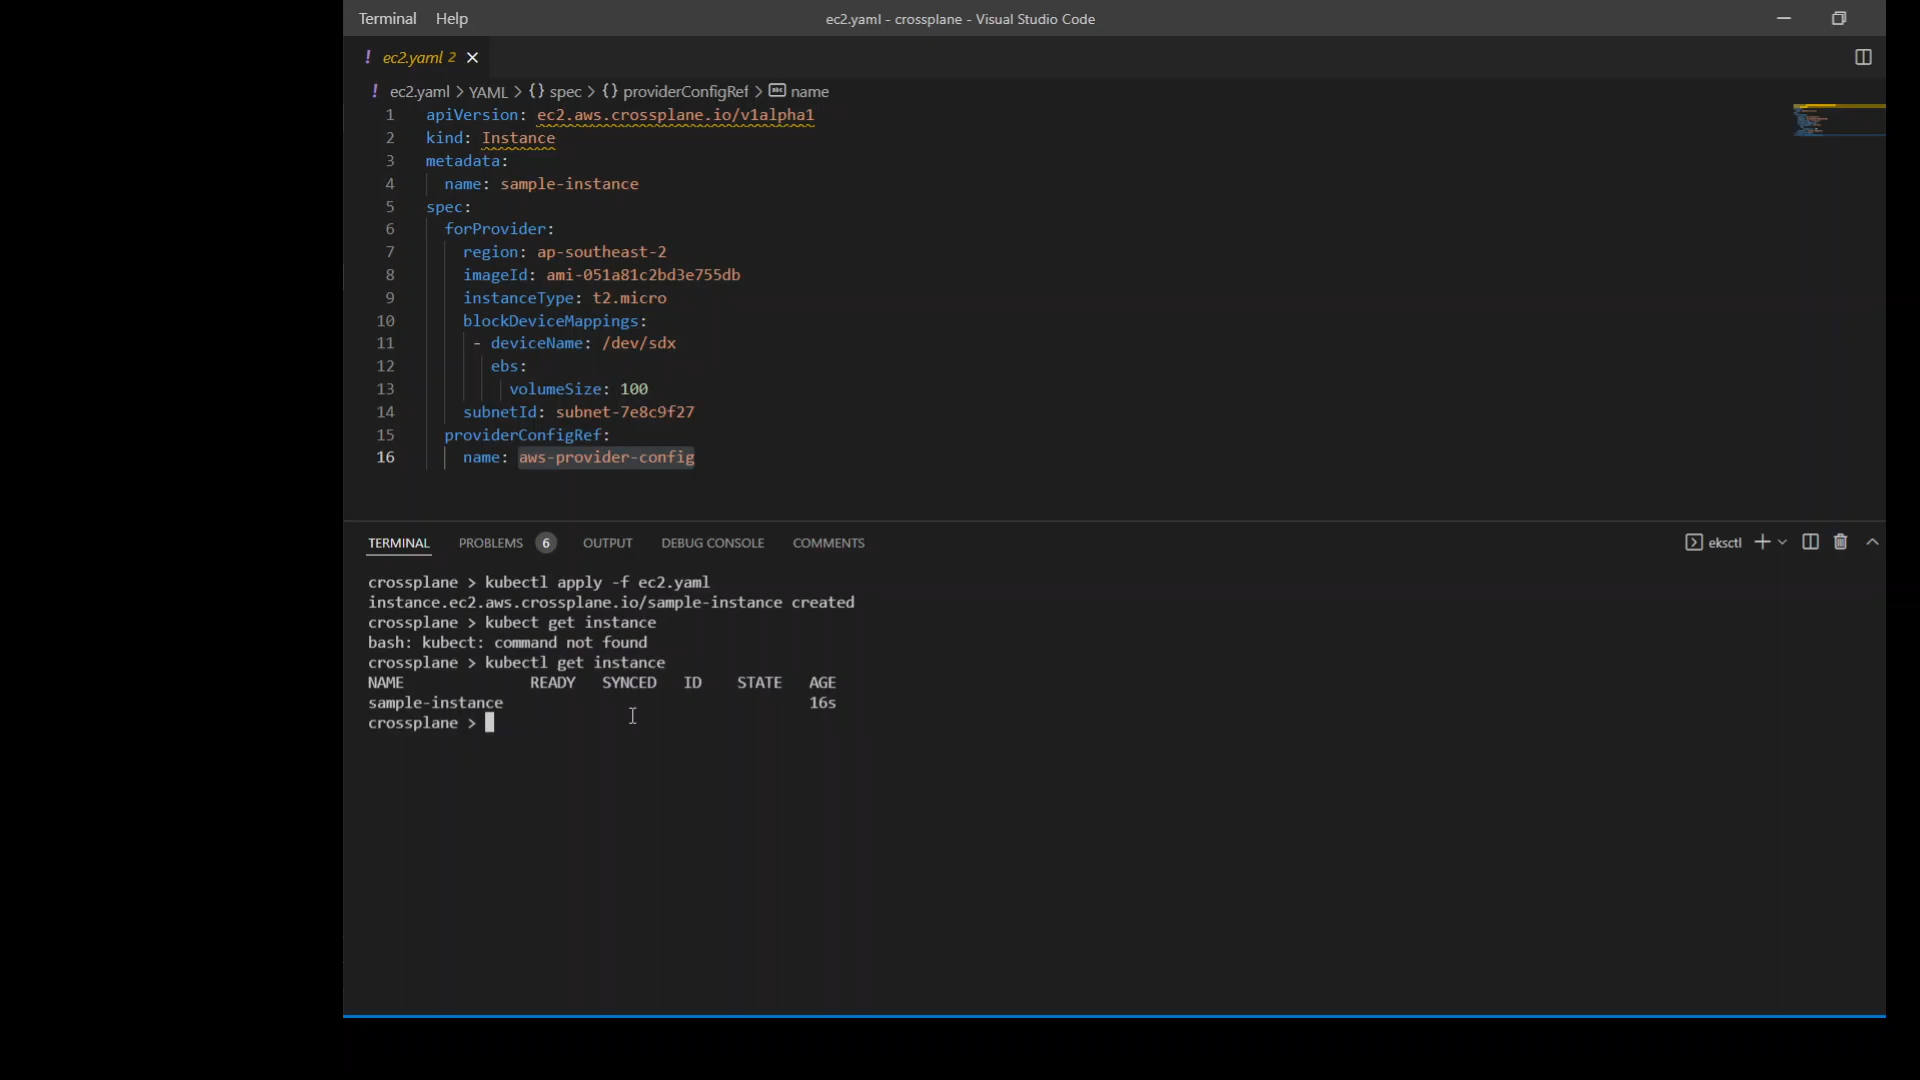 Terminal Help
ec2.yaml - crossplane - Visual Studio Code
! ec2.yaml 2
! ec2.yaml > YAML > {} spec > {} providerConfigRef > name
1 apiVersion: ec2.aws.crossplane.io/v1alpha1
2 kind: Instance
3 metadata:
4 name: sample-instance
5 spec:
6 forProvider:
7 region: ap-southeast-2
8 imageId: ami-051a81c2bd3e755db
9 instanceType: t2.micro
10 blockDeviceMappings:
11 - deviceName: /dev/sdx
12 ebs:
13 volumeSize: 100
14 subnetId: subnet-7e8c9f27
15 providerConfigRef:
16 name: aws-provider-config
TERMINAL PROBLEMS 6 OUTPUT DEBUG CONSOLE COMMENTS
eksctl
crossplane > kubectl apply -f ec2.yaml
instance.ec2.aws.crossplane.io/sample-instance created
crossplane > kubect get instance
bash: kubect: command not found
crossplane > kubectl get instance
NAME READY SYNCED ID STATE AGE
sample-instance 16s
crossplane >